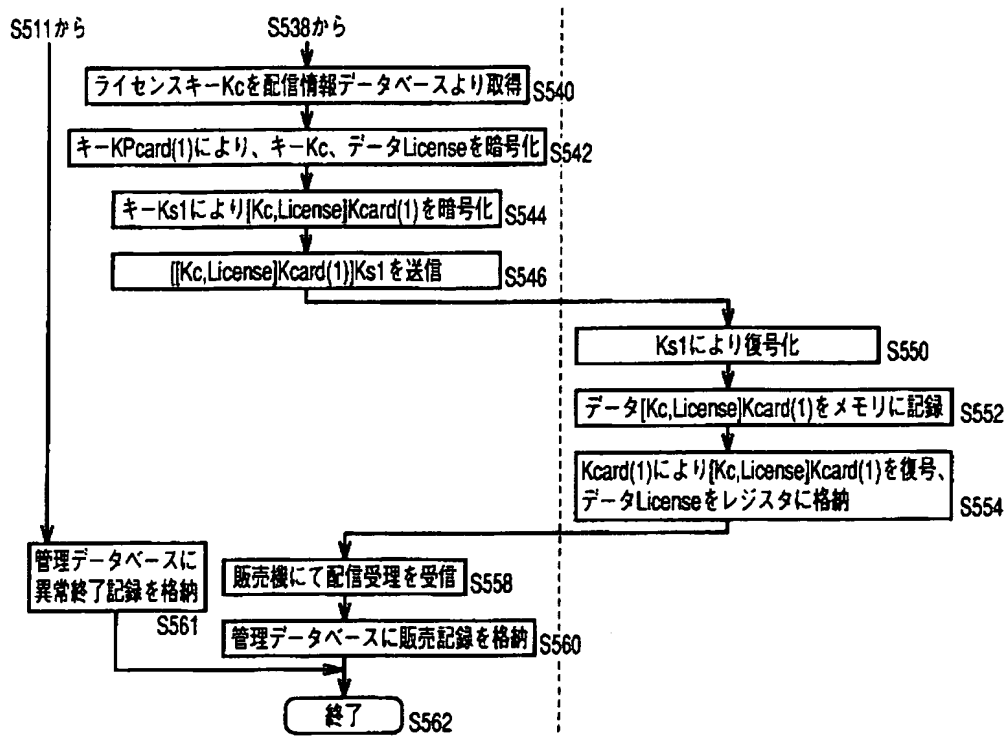 S511から
S538から
ライセンスキーKcを配信情報データベースより取得
S540
キーKPcard(1)により、キーKc、データLicenseを暗号化
S542
キーKs1により[Kc,License]Kcard(1)を暗号化
S544
[[Kc,License]Kcard(1)]Ks1を送信
S546
Ks1により復号化
S550
データ[Kc,License]Kcard(1)をメモリに記録
S552
Kcard(1)により[Kc,License]Kcard(1)を復号、
データLicenseをレジスタに格納
S554
管理データベースに
異常終了記録を格納
S561
販売機にて配信受理を受信
S558
管理データベースに販売記録を格納
S560
終了
S562